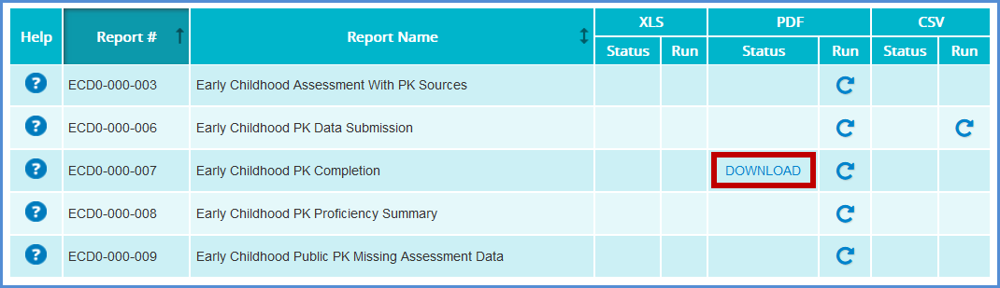 XLS PDF CSV
Help Report # Report Name
Status Run Status Run Status Run
? ECD0-000-003 Early Childhood Assessment With PK Sources
? ECD0-000-006 Early Childhood PK Data Submission
? ECD0-000-007 Early Childhood PK Completion DOWNLOAD
? ECD0-000-008 Early Childhood PK Proficiency Summary
? ECD0-000-009 Early Childhood Public PK Missing Assessment Data